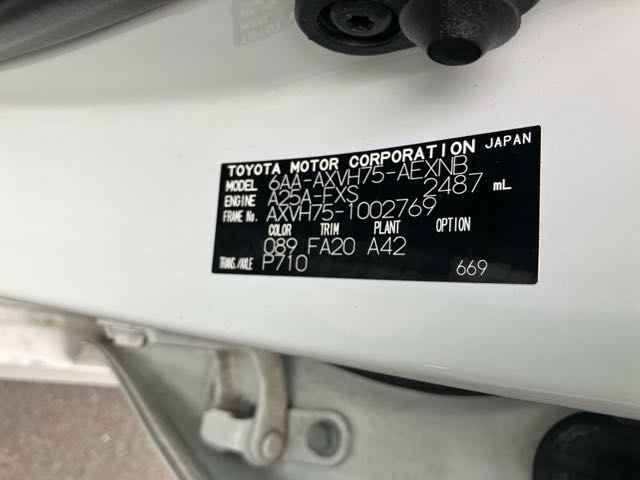 TOYOTA MOTOR CORPORATION JAPAN
MODEL 6AA-AXVH75-AEXNB
ENGINE A25A-FXS 2487 mL
FRAME No. AXVH75-1002769
COLOR TRIM PLANT OPTION
089 FA20 A42
TRANS./AXLE P710 669